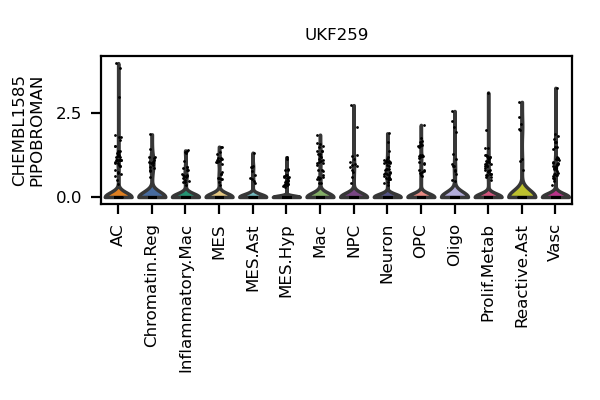 UKF259
CHEMBL1585
PIPOBROMAN
2.5
0.0
AC
Chromatin.Reg
Inflammatory.Mac
MES
MES.Ast
MES.Hyp
Mac
NPC
Neuron
OPC
Oligo
Prolif.Metab
Reactive.Ast
Vasc